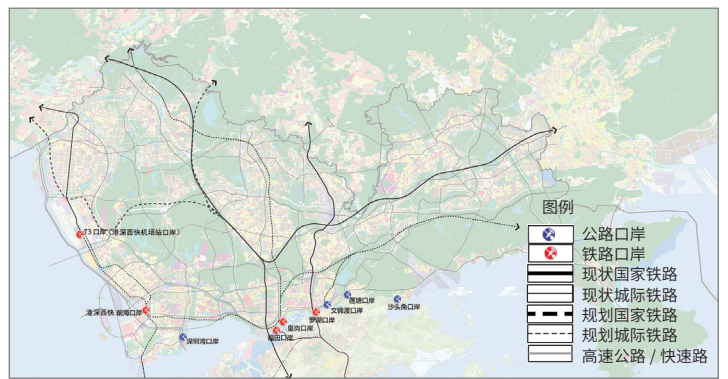 图例
公路口岸
铁路口岸
现状国家铁路
现状城际铁路
规划国家铁路
规划城际铁路
高速公路 / 快速路
T3 口岸（港深西快机场站口岸）
港深西快 前海口岸
深圳湾口岸
福田口岸
皇岗口岸
罗湖口岸
文锦渡口岸
莲塘口岸
沙头角口岸